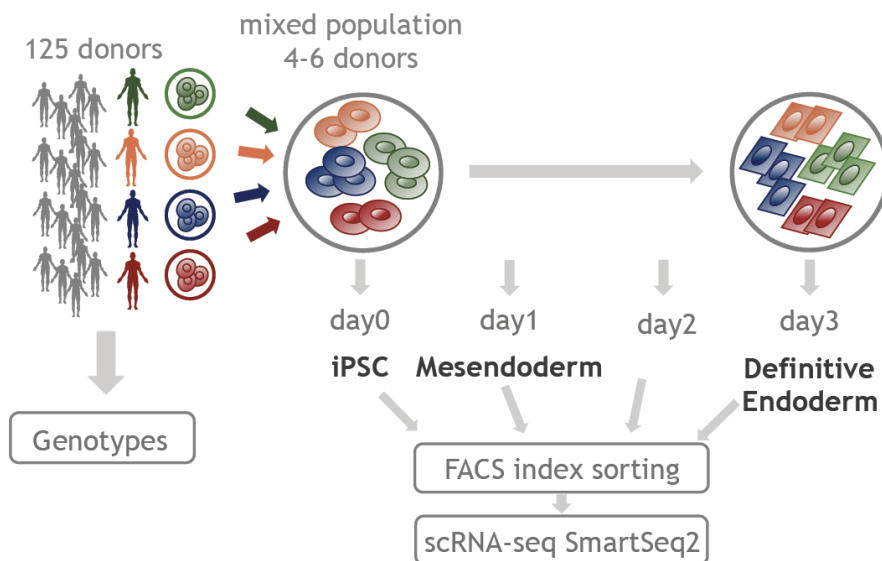 125 donors
mixed population
4-6 donors
day0
day1
day2
day3
iPSC
Mesendoderm
Definitive
Endoderm
Genotypes
FACS index sorting
scRNA-seq SmartSeq2